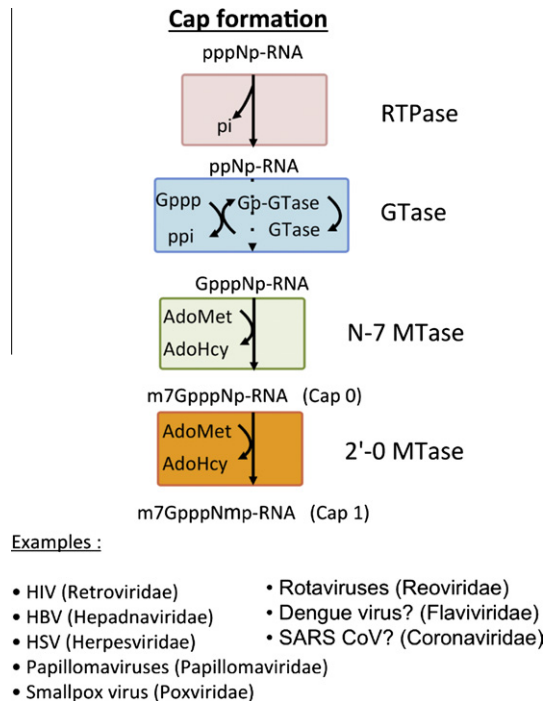 Cap formation
pppNp-RNA
pi
RTPase
ppNp-RNA
Gppp
Gp-GTase
ppi
GTase
GTase
GpppNp-RNA
AdoMet
AdoHcy
N-7 MTase
m7GpppNp-RNA (Cap 0)
AdoMet
AdoHcy
2'-0 MTase
m7GpppNmp-RNA (Cap 1)
Examples :
• HIV (Retroviridae)
• HBV (Hepadnaviridae)
• HSV (Herpesviridae)
• Papillomaviruses (Papillomaviridae)
• Smallpox virus (Poxviridae)
• Rotaviruses (Reoviridae)
• Dengue virus? (Flaviviridae)
• SARS CoV? (Coronaviridae)